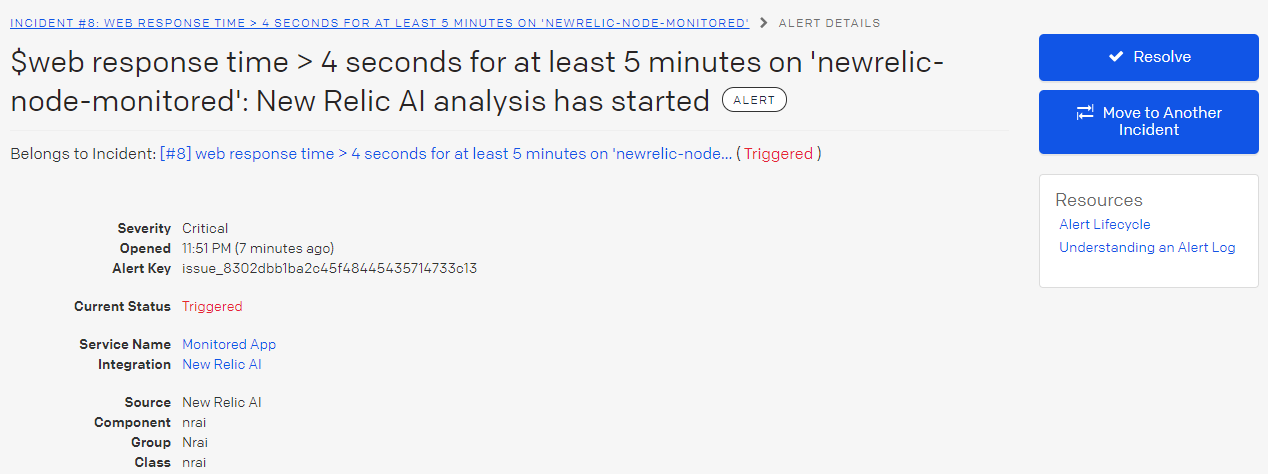 INCIDENT #8: WEB RESPONSE TIME > 4 SECONDS FOR AT LEAST 5 MINUTES ON 'NEWRELIC-NODE-MONITORED' > ALERT DETAILS
$web response time > 4 seconds for at least 5 minutes on 'newrelic-
node-monitored': New Relic AI analysis has started ALERT
Belongs to Incident: [#8] web response time > 4 seconds for at least 5 minutes on 'newrelic-node... ( Triggered )
Severity Critical
Opened 11:51 PM (7 minutes ago)
Alert Key issue_8302dbb1ba2c45f48445435714733c13
Current Status Triggered
Service Name Monitored App
Integration New Relic AI
Source New Relic AI
Component nrai
Group Nrai
Class nrai
Resolve
Move to Another
Incident
Resources
Alert Lifecycle
Understanding an Alert Log